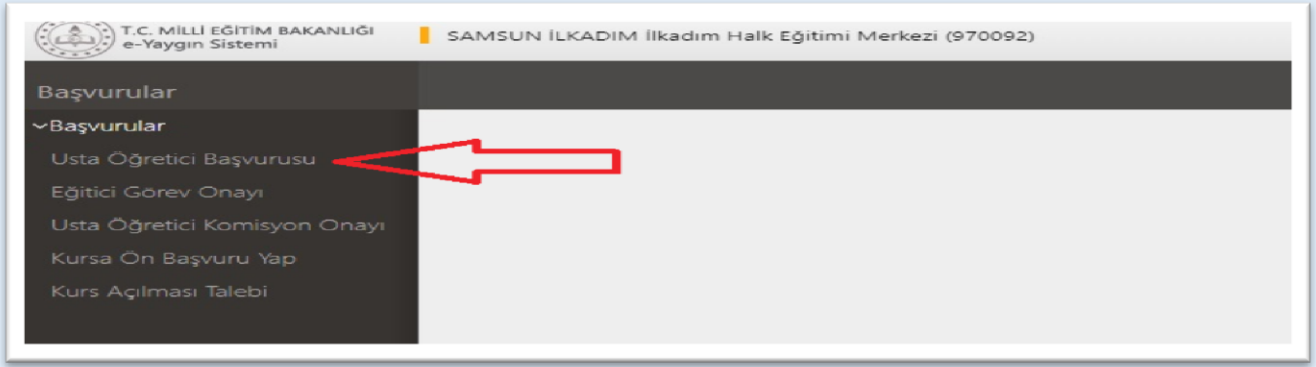 T.C. MİLLÎ EĞİTİM BAKANLIĞI
e-Yaygın Sistemi
SAMSUN İLKADIM İlkadım Halk Eğitimi Merkezi (970092)
Başvurular
Başvurular
Usta Öğretici Başvurusu
Eğitici Görev Onayı
Usta Öğretici Komisyon Onayı
Kursa Ön Başvuru Yap
Kurs Açılması Talebi